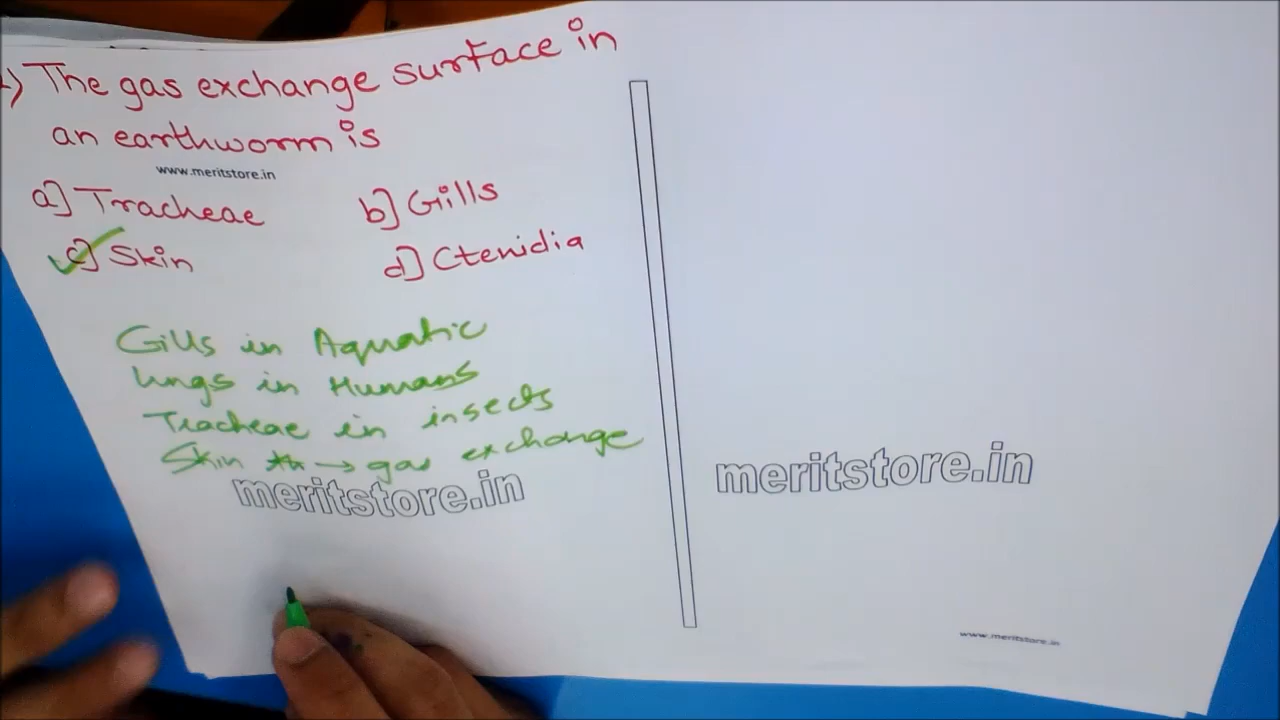 The gas exchange surface in
an earthworm is
www.meritstore.in
a] Tracheae b] Gills
c] Skin d] Ctenidia
Gills in Aquatic
lungs in Humans
Tracheae in insects
Skin → gas exchange
meritstore.in
meritstore.in
www.meritstore.in